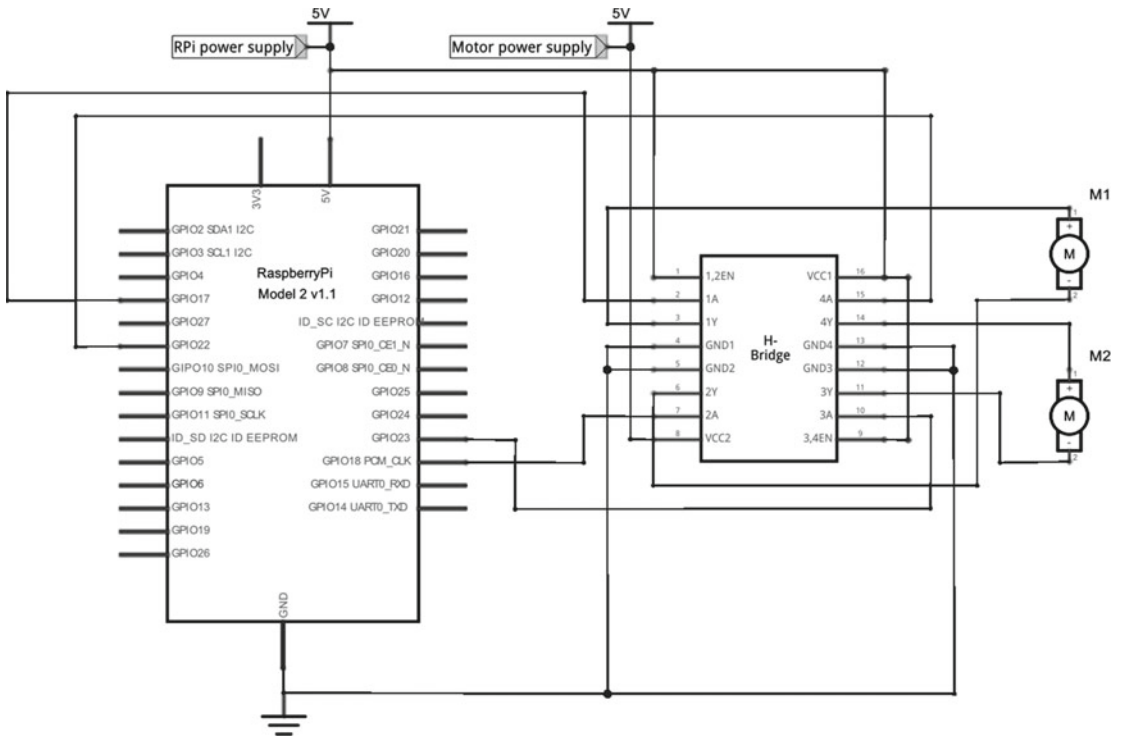 5V
5V
RPi power supply
Motor power supply
3V3
5V
GPIO2 SDA1 I2C
GPIO3 SCL1 I2C
GPIO4
GPIO17
GPIO27
GPIO22
GIPO10 SPI0_MOSI
GPIO9 SPI0_MISO
GPIO11 SPI0_SCLK
ID_SD I2C ID EEPROM
GPIO5
GPIO6
GPIO13
GPIO19
GPIO26
RaspberryPi
Model 2 v1.1
GPIO21
GPIO20
GPIO16
GPIO12
ID_SC I2C ID EEPROM
GPIO7 SPI0_CE1_N
GPIO8 SPI0_CE0_N
GPIO25
GPIO24
GPIO23
GPIO18 PCM_CLK
GPIO15 UART0_RXD
GPIO14 UART0_TXD
GND
1 1,2EN
2 1A
3 1Y
4 GND1
5 GND2
6 2Y
7 2A
8 VCC2
H-
Bridge
VCC1 16
4A 15
4Y 14
GND4 13
GND3 12
3Y 11
3A 10
3,4EN 9
M1
1
+
M
-
2
M2
1
+
M
-
2